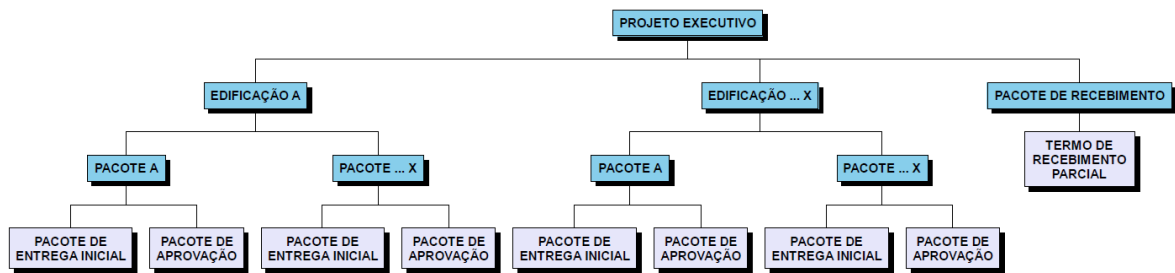 PROJETO EXECUTIVO
EDIFICAÇÃO A
EDIFICAÇÃO ... X
PACOTE DE RECEBIMENTO
PACOTE A
PACOTE ... X
PACOTE A
PACOTE ... X
TERMO DE
RECEBIMENTO
PARCIAL
PACOTE DE
ENTREGA INICIAL
PACOTE DE
APROVAÇÃO
PACOTE DE
ENTREGA INICIAL
PACOTE DE
APROVAÇÃO
PACOTE DE
ENTREGA INICIAL
PACOTE DE
APROVAÇÃO
PACOTE DE
ENTREGA INICIAL
PACOTE DE
APROVAÇÃO